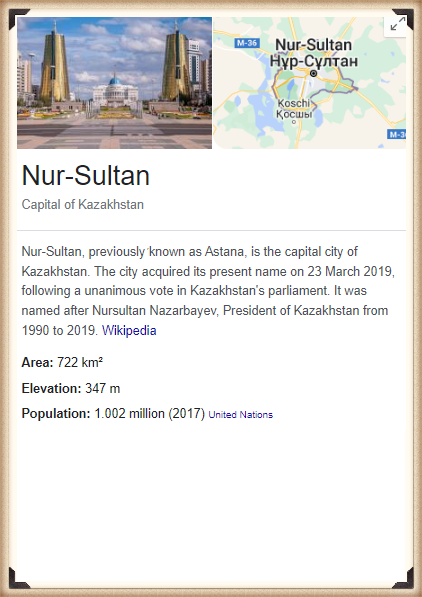 M-36
Nur-Sultan
Нұр-Сұлтан
Koschi
Қосшы
M-36
Nur-Sultan
Capital of Kazakhstan
Nur-Sultan, previously known as Astana, is the capital city of
Kazakhstan. The city acquired its present name on 23 March 2019,
following a unanimous vote in Kazakhstan's parliament. It was
named after Nursultan Nazarbayev, President of Kazakhstan from
1990 to 2019. Wikipedia
Area: 722 km²
Elevation: 347 m
Population: 1.002 million (2017) United Nations